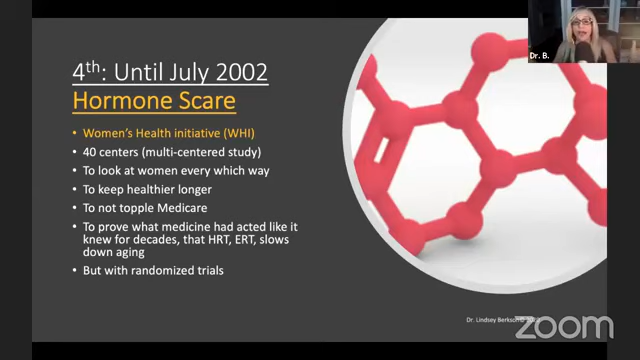 Dr. B.
4th: Until July 2002
Hormone Scare
• Women's Health initiative (WHI)
• 40 centers (multi-centered study)
• To look at women every which way
• To keep healthier longer
• To not topple Medicare
• To prove what medicine had acted like it
knew for decades, that HRT, ERT, slows
down aging
• But with randomized trials
Dr. Lindsey Berkson©
zoom